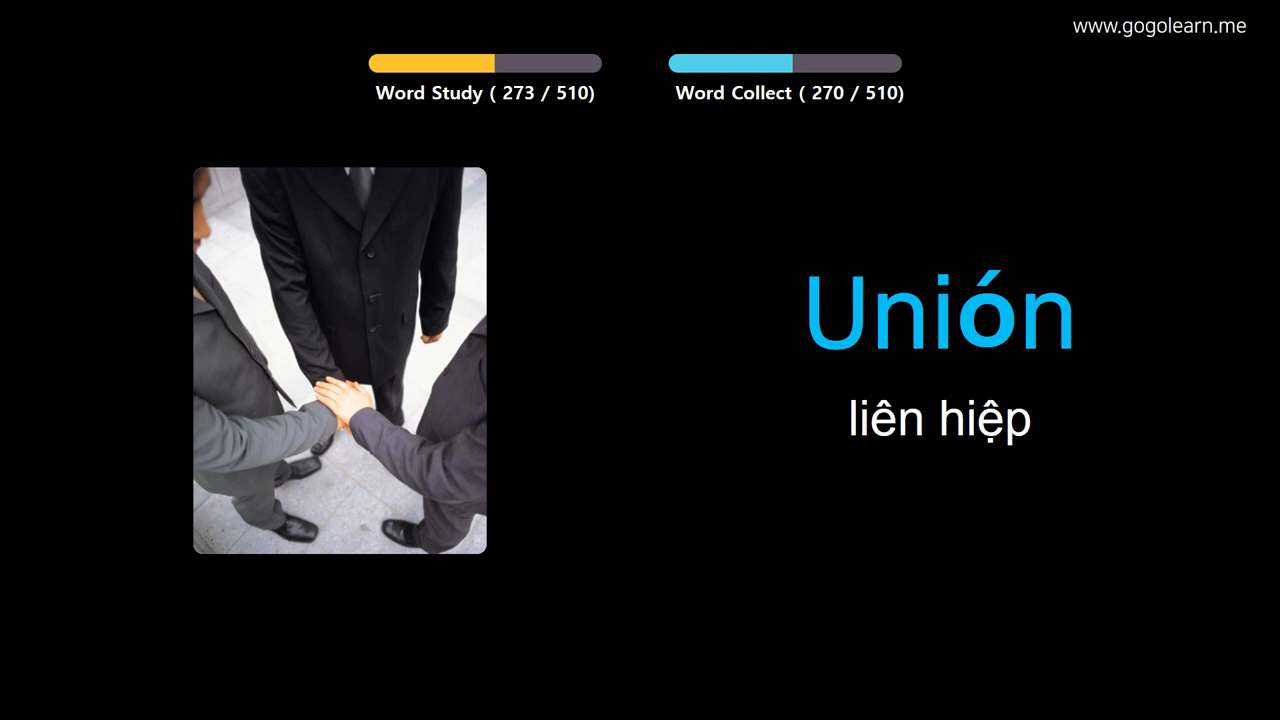 www.gogolearn.me
Word Study ( 273 / 510)
Word Collect ( 270 / 510)
Unión
liên hiệp